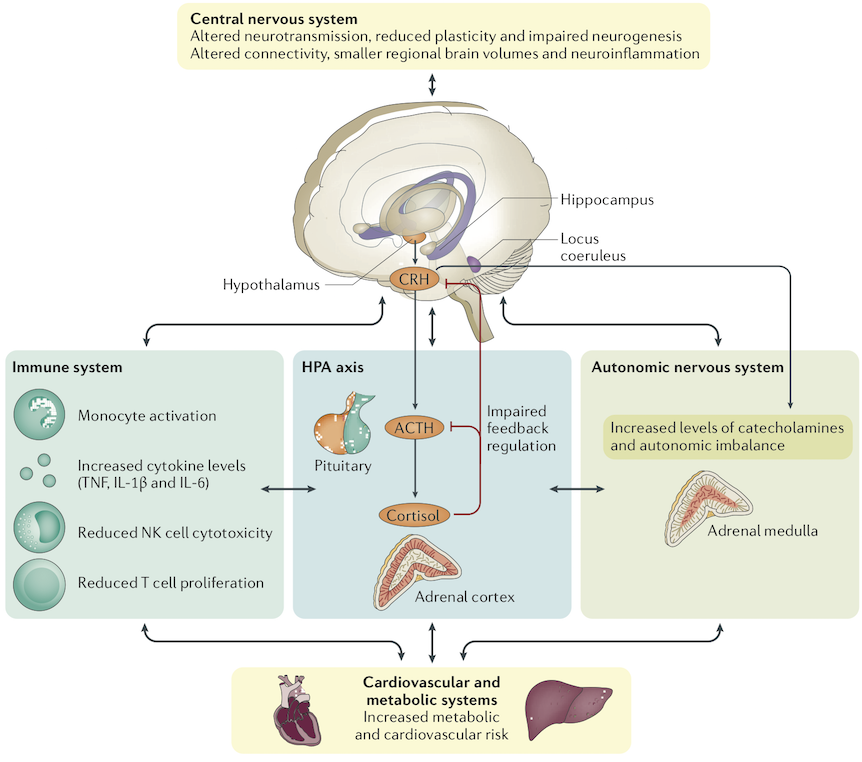 Central nervous system
Altered neurotransmission, reduced plasticity and impaired neurogenesis
Altered connectivity, smaller regional brain volumes and neuroinflammation
Hippocampus
Locus
coeruleus
Hypothalamus
CRH
Immune system
Monocyte activation
Increased cytokine levels
(TNF, IL-1β and IL-6)
Reduced NK cell cytotoxicity
Reduced T cell proliferation
HPA axis
Pituitary
ACTH
Impaired
feedback
regulation
Cortisol
Adrenal cortex
Autonomic nervous system
Increased levels of catecholamines
and autonomic imbalance
Adrenal medulla
Cardiovascular and
metabolic systems
Increased metabolic
and cardiovascular risk